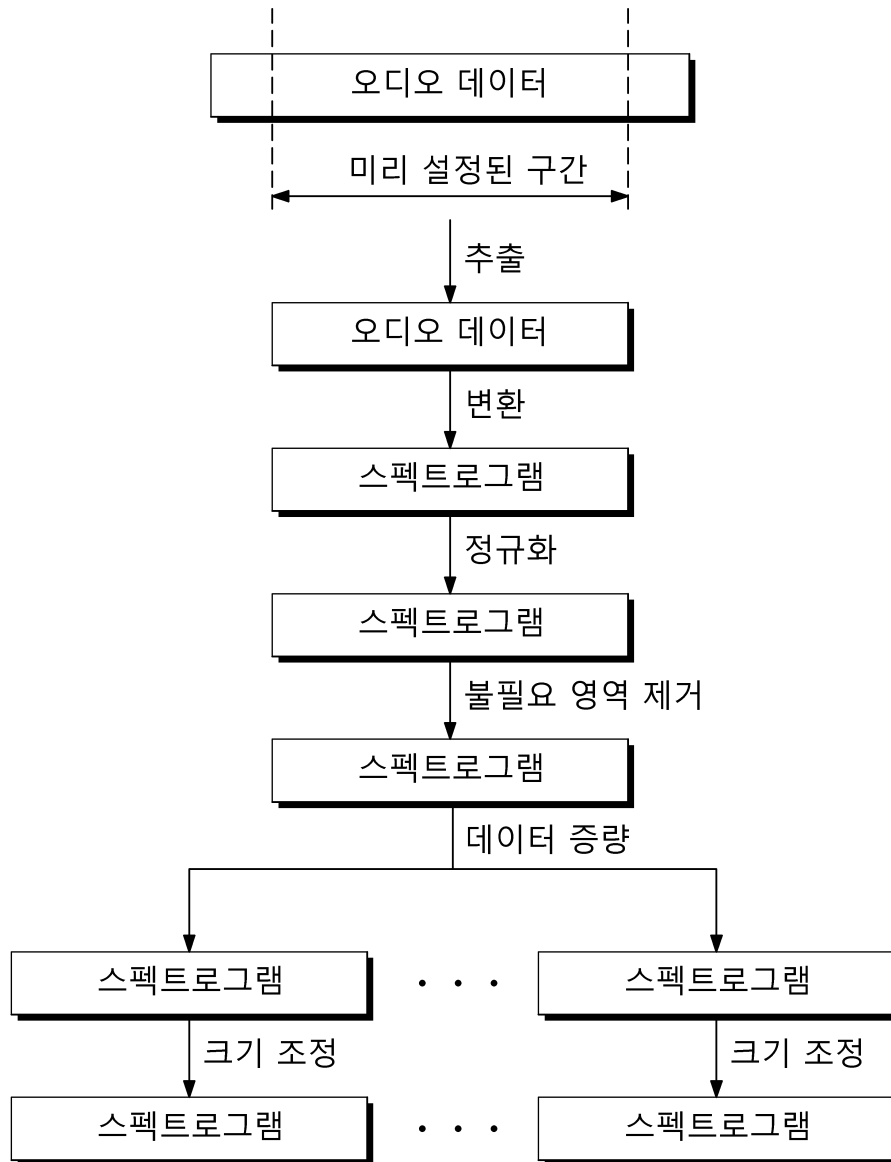 오디오 데이터
미리 설정된 구간
추출
오디오 데이터
변환
스펙트로그램
정규화
스펙트로그램
불필요 영역 제거
스펙트로그램
데이터 증량
스펙트로그램 · · · 스펙트로그램
크기 조정 크기 조정
스펙트로그램 · · · 스펙트로그램